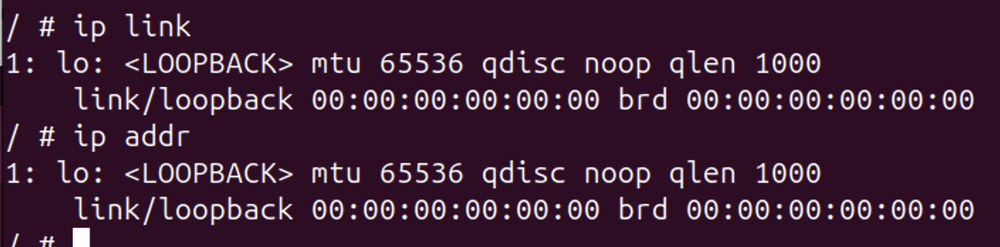 / # ip link
1: lo: <LOOPBACK> mtu 65536 qdisc noop qlen 1000
    link/loopback 00:00:00:00:00:00 brd 00:00:00:00:00:00
/ # ip addr
1: lo: <LOOPBACK> mtu 65536 qdisc noop qlen 1000
    link/loopback 00:00:00:00:00:00 brd 00:00:00:00:00:00
/ #